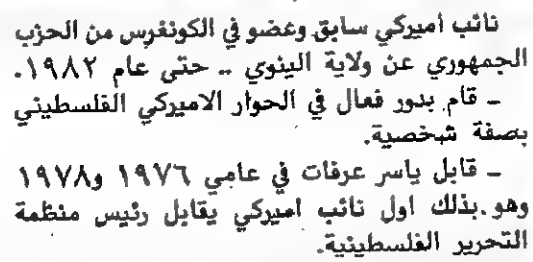 نائب اميركي سابق وعضو في الكونغرس من الحزب
الجمهوري عن ولاية الينوي .. حتى عام ١٩٨٢.
ـ قام بدور فعال في الحوار الاميركي الفلسطيني
بصفة شخصية.
ـ قابل ياسر عرفات في عامي ١٩٧٦ و١٩٧٨
وهو بذلك اول نائب اميركي يقابل رئيس منظمة
التحرير الفلسطينية.